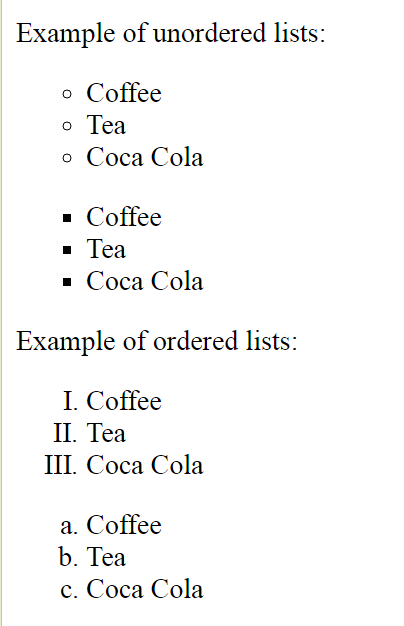 Example of unordered lists:
○ Coffee
○ Tea
○ Coca Cola
▪ Coffee
▪ Tea
▪ Coca Cola
Example of ordered lists:
I. Coffee
II. Tea
III. Coca Cola
a. Coffee
b. Tea
c. Coca Cola